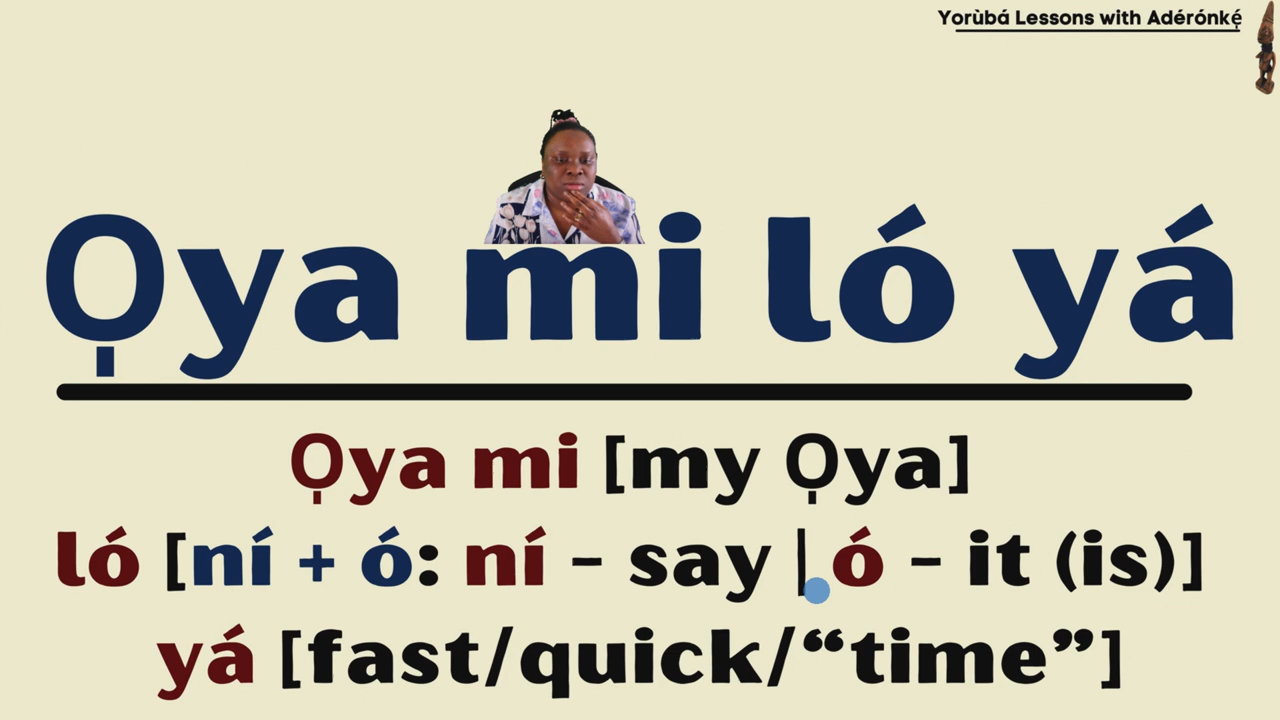 Yorùbá Lessons with Adérónkẹ́
Ọya mi ló yá
Ọya mi [my Ọya]
ló [ní + ó: ní - say | ó - it (is)]
yá [fast/quick/“time”]